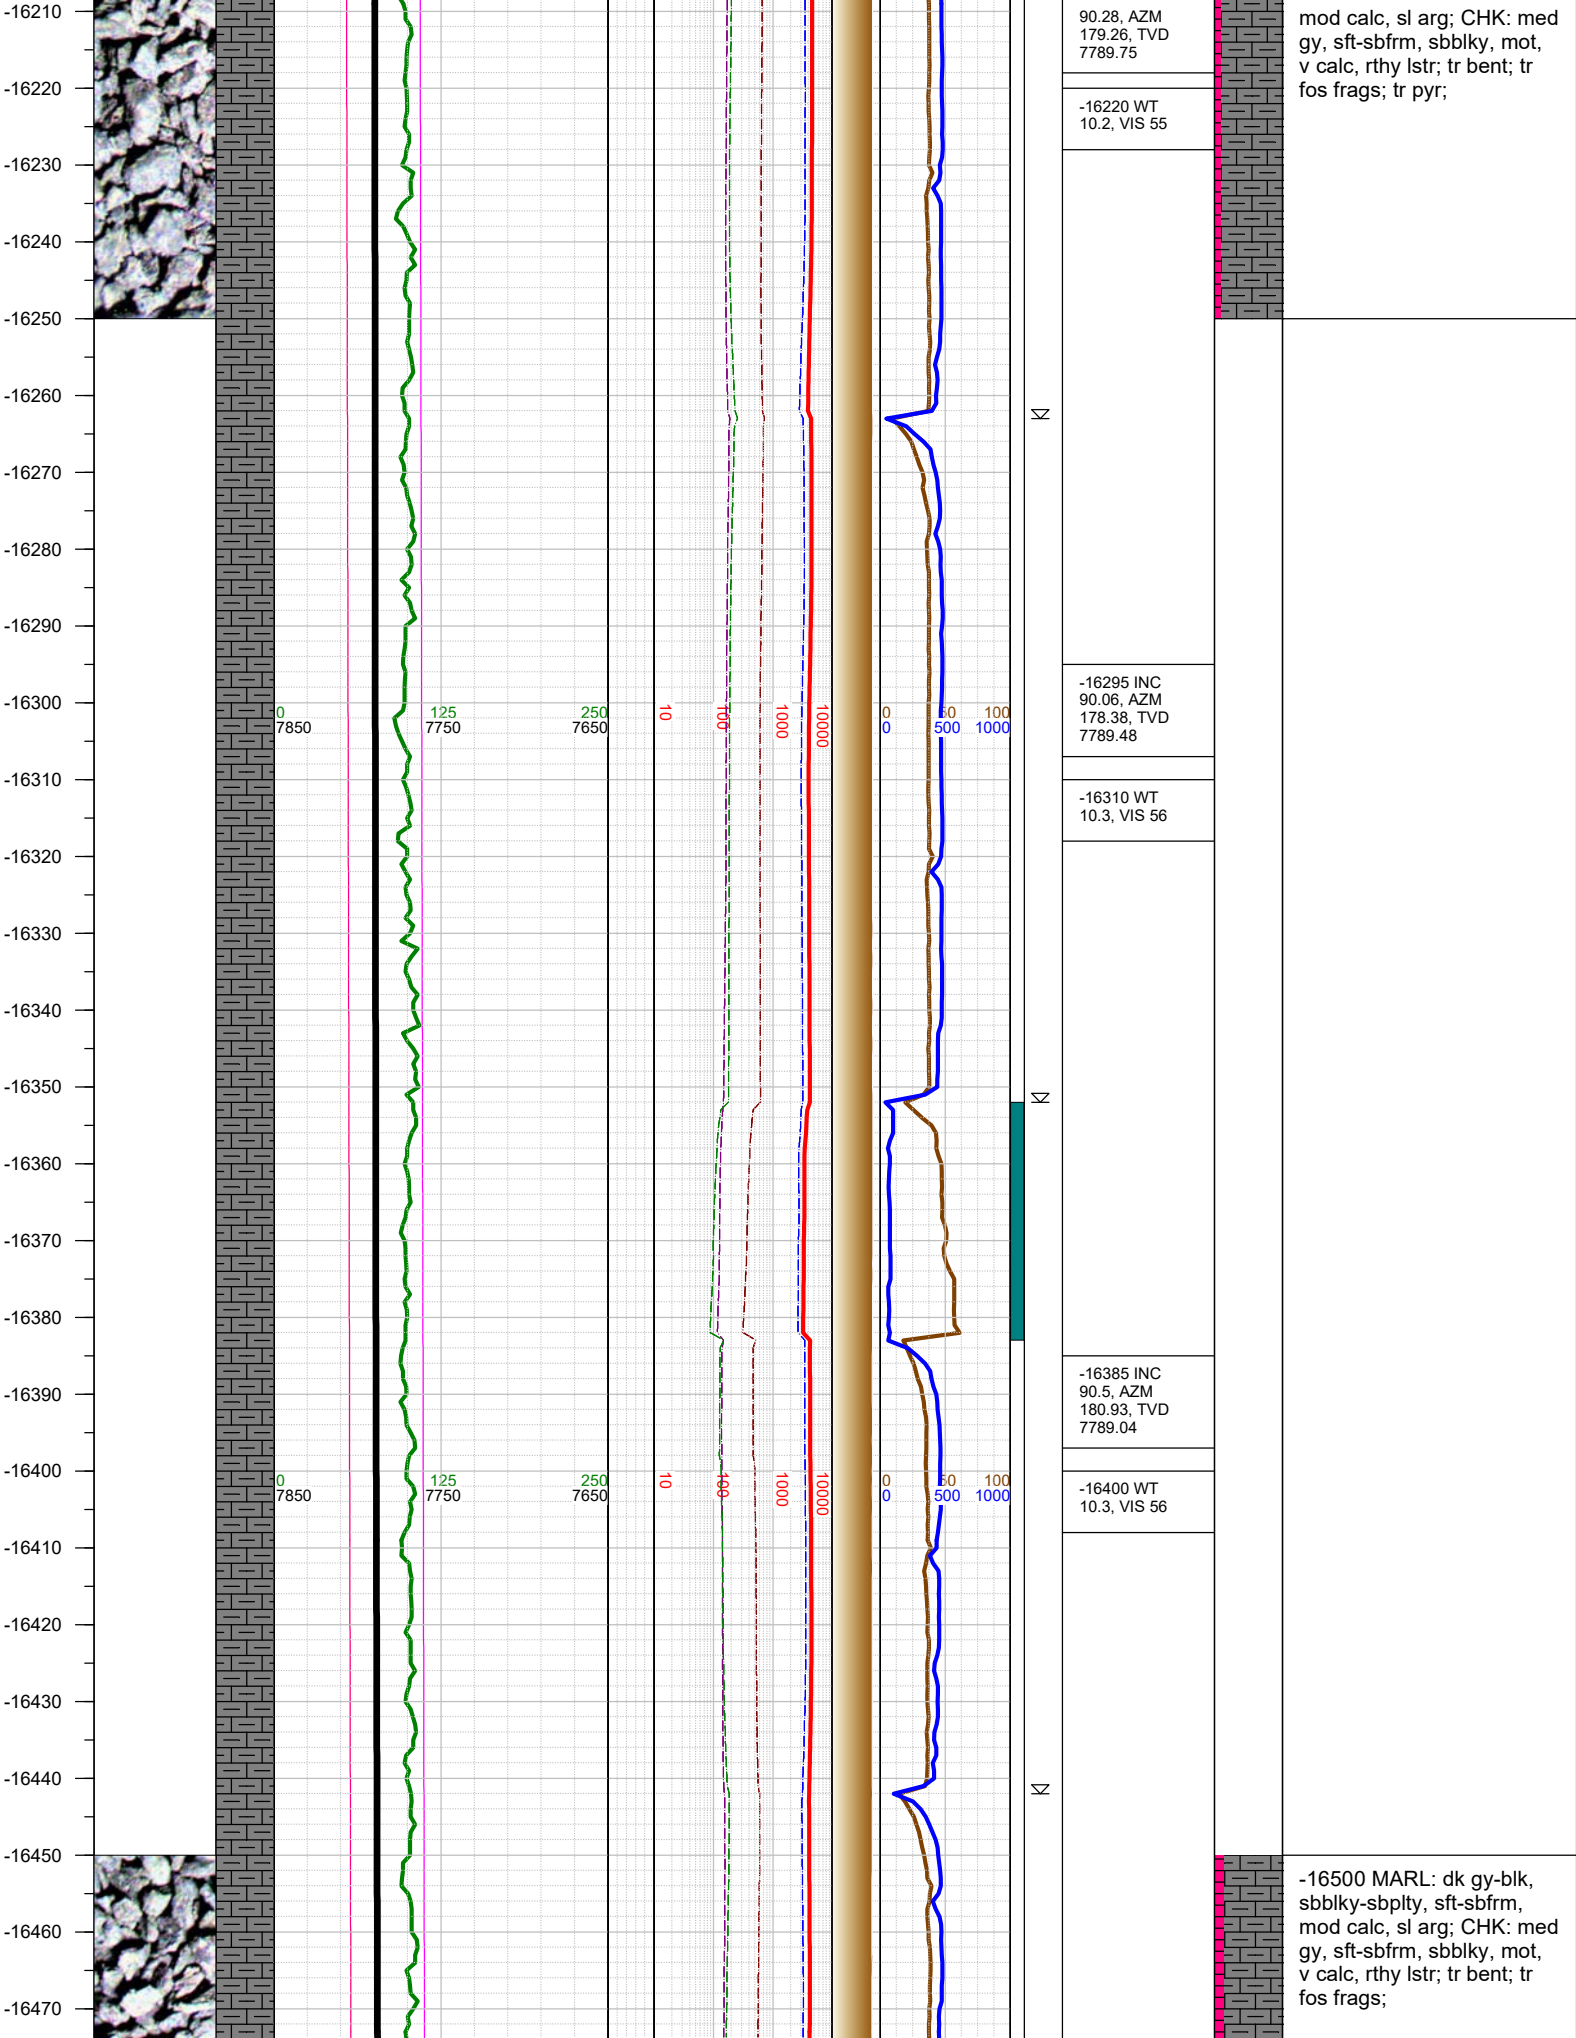 -16210
90.28, AZM
179.26, TVD
7789.75
mod calc, sl arg; CHK: med
gy, sft-sbfrm, sbblky, mot,
v calc, rthy lstr; tr bent; tr
fos frags; tr pyr;
-16220
-16220 WT
10.2, VIS 55
-16230
-16240
-16250
-16260
-16270
-16280
-16290
-16295 INC
90.06, AZM
178.38, TVD
7789.48
-16300
0 125 250 10 100 1000 10000 0 50 100
7850 7750 7650 0 500 1000
-16310
-16310 WT
10.3, VIS 56
-16320
-16330
-16340
-16350
-16360
-16370
-16380
-16385 INC
90.5, AZM
180.93, TVD
7789.04
-16390
-16400
0 125 250 10 100 1000 10000 0 50 100
7850 7750 7650 0 500 1000
-16400 WT
10.3, VIS 56
-16410
-16420
-16430
-16440
-16450
-16500 MARL: dk gy-blk,
sbblky-sbplty, sft-sbfrm,
mod calc, sl arg; CHK: med
gy, sft-sbfrm, sbblky, mot,
v calc, rthy lstr; tr bent; tr
fos frags;
-16460
-16470